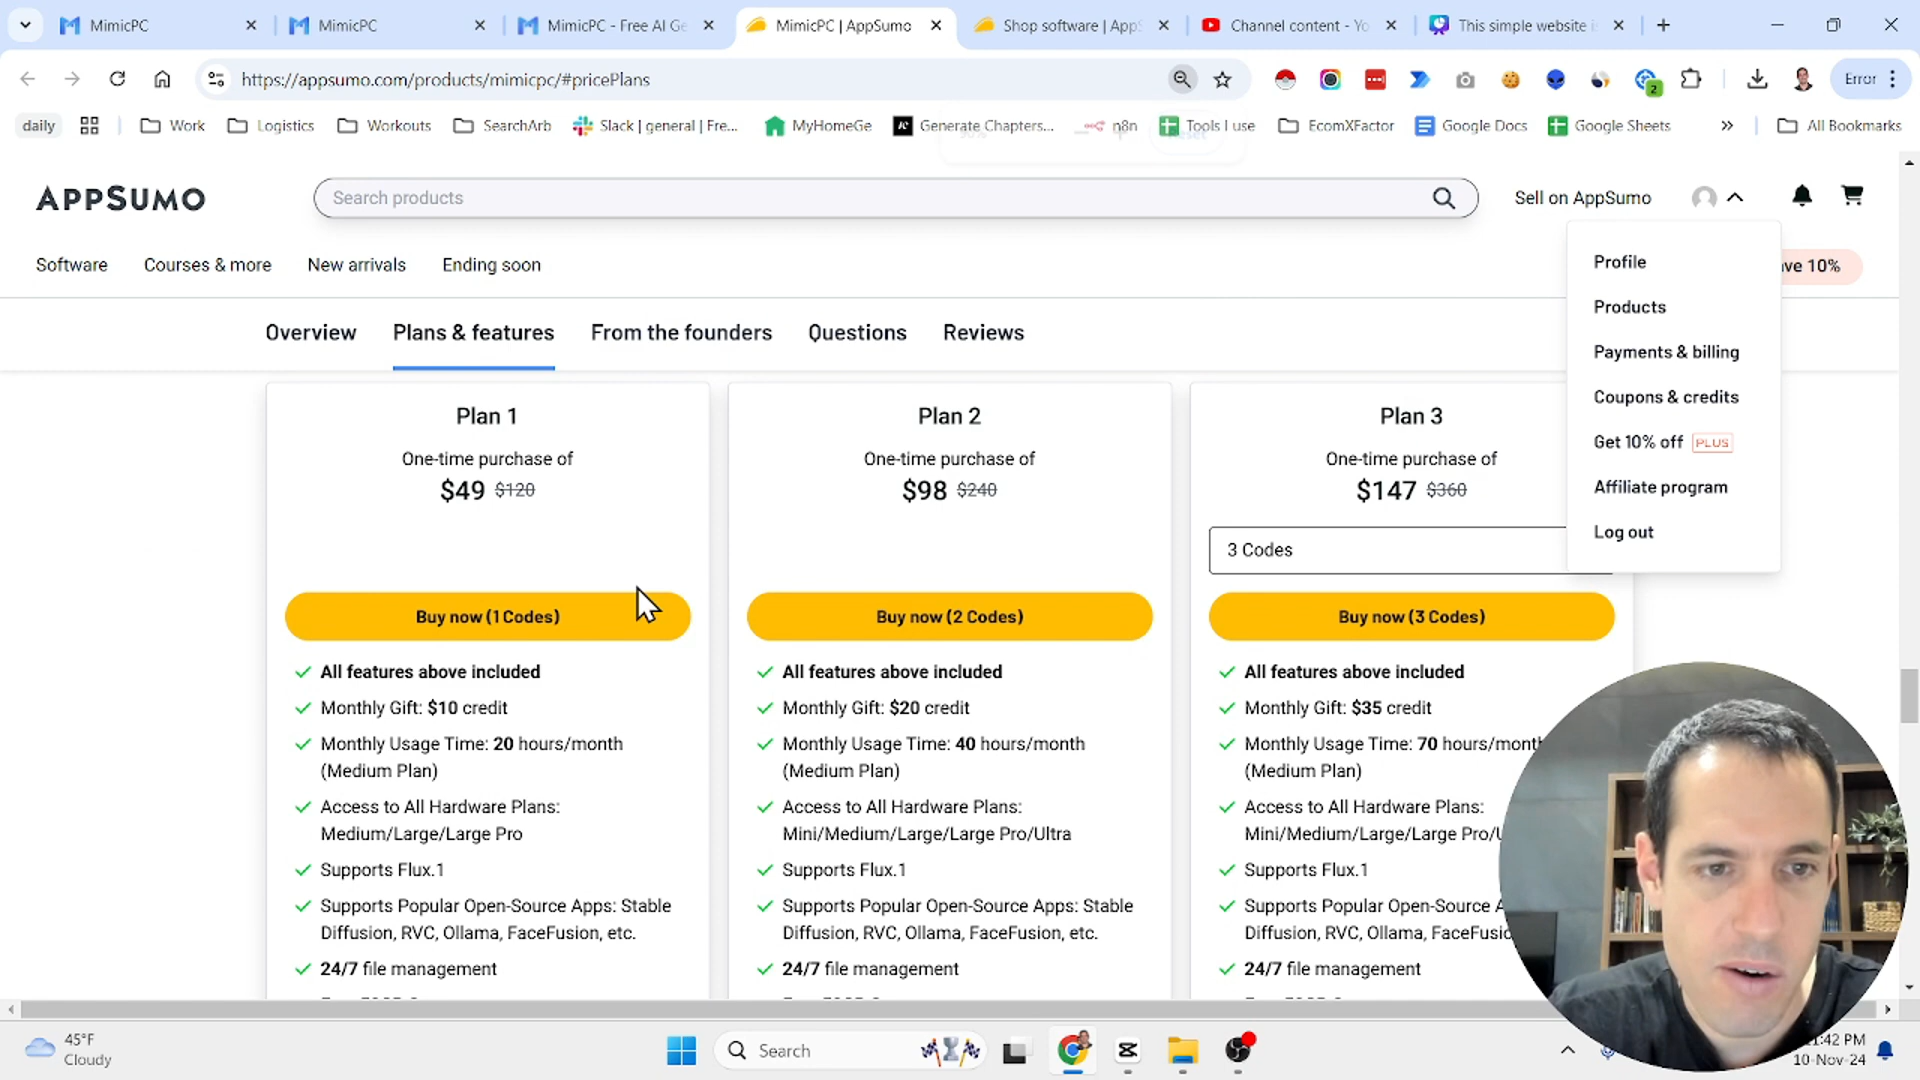 MimicPC
MimicPC
MimicPC - Free AI Ge
MimicPC | AppSumo
Shop software | App
Channel content - Yo
This simple website i
https://appsumo.com/products/mimicpc/#pricePlans
2
Error
daily
Work
Logistics
Workouts
SearchArb
Slack | general | Fre...
MyHomeGe
Generate Chapters...
n8n
Tools I use
EcomXFactor
Google Docs
Google Sheets
All Bookmarks
APPSUMO
Search products
Sell on AppSumo
Software
Courses & more
New arrivals
Ending soon
ve 10%
Profile
Products
Payments & billing
Coupons & credits
Get 10% off PLUS
Affiliate program
Log out
Overview
Plans & features
From the founders
Questions
Reviews
Plan 1
One-time purchase of
$49 $120
Buy now (1 Codes)
All features above included
Monthly Gift: $10 credit
Monthly Usage Time: 20 hours/month
(Medium Plan)
Access to All Hardware Plans:
Medium/Large/Large Pro
Supports Flux.1
Supports Popular Open-Source Apps: Stable
Diffusion, RVC, Ollama, FaceFusion, etc.
24/7 file management
Plan 2
One-time purchase of
$98 $240
Buy now (2 Codes)
All features above included
Monthly Gift: $20 credit
Monthly Usage Time: 40 hours/month
(Medium Plan)
Access to All Hardware Plans:
Mini/Medium/Large/Large Pro/Ultra
Supports Flux.1
Supports Popular Open-Source Apps: Stable
Diffusion, RVC, Ollama, FaceFusion, etc.
24/7 file management
Plan 3
One-time purchase of
$147 $360
3 Codes
Buy now (3 Codes)
All features above included
Monthly Gift: $35 credit
Monthly Usage Time: 70 hours/month
(Medium Plan)
Access to All Hardware Plans:
Mini/Medium/Large/Large Pro/U
Supports Flux.1
Supports Popular Open-Source A
Diffusion, RVC, Ollama, FaceFusio
24/7 file management
45°F
Cloudy
Search
:42 PM
10-Nov-24